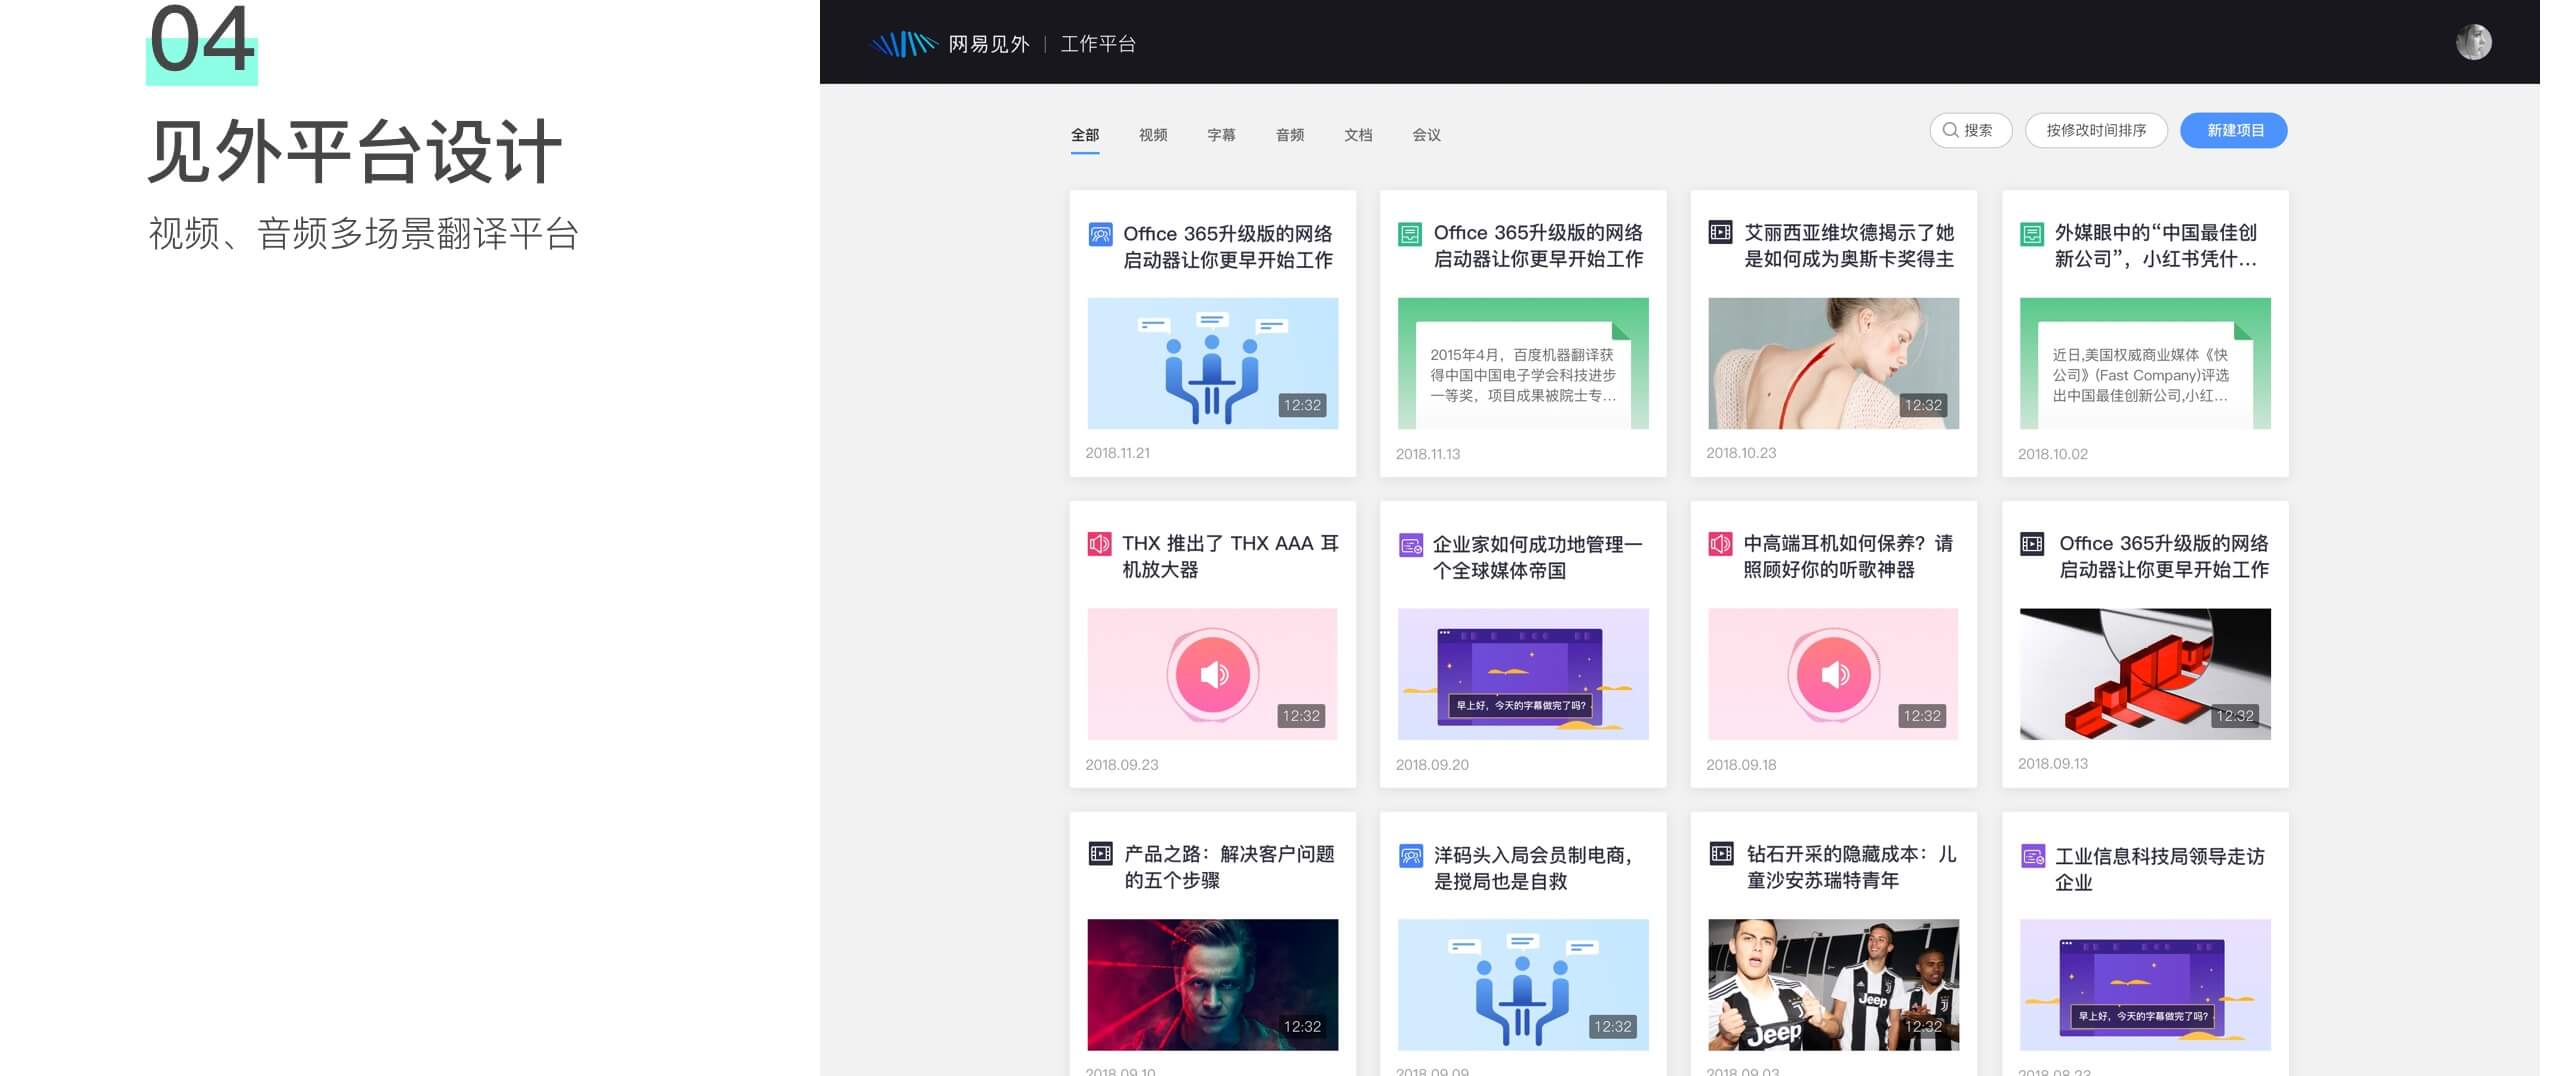 04
见外平台设计
视频、音频多场景翻译平台
网易见外 | 工作平台
全部
视频
字幕
音频
文档
会议
搜索
按修改时间排序
新建项目
Office 365升级版的网络
启动器让你更早开始工作
12:32
2018.11.21
Office 365升级版的网络
启动器让你更早开始工作
2015年4月，百度机器翻译获
得中国中国电子学会科技进步
一等奖，项目成果被院士专...
2018.11.13
艾丽西亚维坎德揭示了她
是如何成为奥斯卡奖得主
12:32
2018.10.23
外媒眼中的“中国最佳创
新公司”，小红书凭什...
近日,美国权威商业媒体《快
公司》(Fast Company)评选
出中国最佳创新公司,小红...
2018.10.02
THX 推出了 THX AAA 耳
机放大器
12:32
2018.09.23
企业家如何成功地管理一
个全球媒体帝国
早上好，今天的字幕做完了吗?
2018.09.20
中高端耳机如何保养？请
照顾好你的听歌神器
12:32
2018.09.18
Office 365升级版的网络
启动器让你更早开始工作
12:32
2018.09.13
产品之路：解决客户问题
的五个步骤
12:32
2018.09.10
洋码头入局会员制电商，
是搅局也是自救
12:32
2018.09.09
钻石开采的隐藏成本：儿
童沙安苏瑞特青年
Jeep
Jeep
12:32
2018.09.03
工业信息科技局领导走访
企业
早上好，今天的字幕做完了吗?
2018.08.23